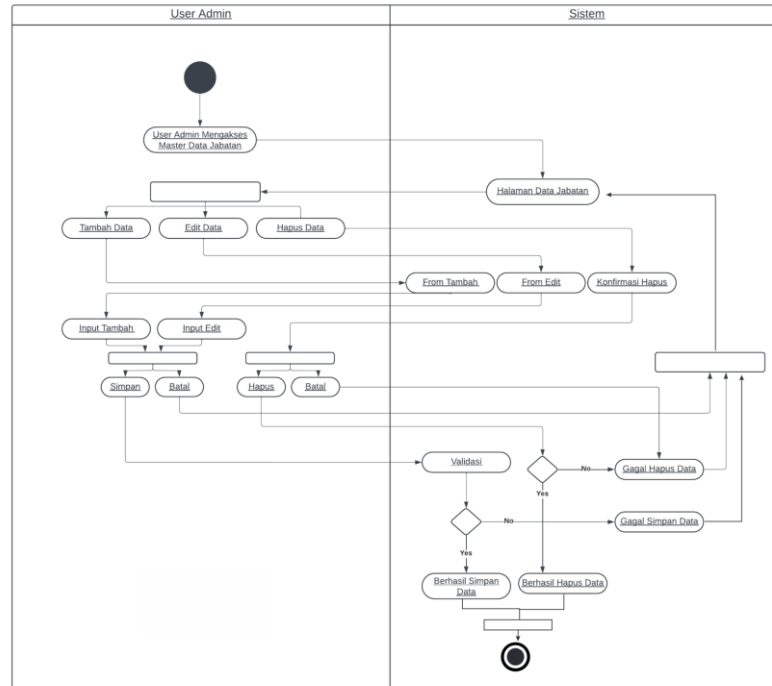 User Admin
Sistem
User Admin Mengakses
Master Data Jabatan
Halaman Data Jabatan
Tambah Data
Edit Data
Hapus Data
From Tambah
From Edit
Konfirmasi Hapus
Input Tambah
Input Edit
Simpan
Batal
Hapus
Batal
Validasi
No
Gagal Hapus Data
Yes
No
Gagal Simpan Data
Yes
Berhasil Simpan
Data
Berhasil Hapus Data